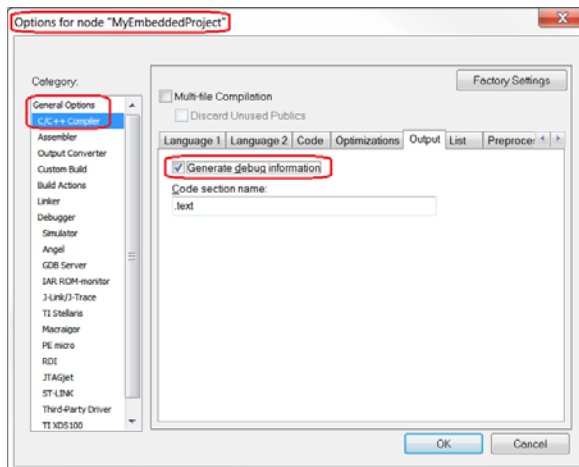 Options for node "MyEmbeddedProject"
Category:
Factory Settings
General Options
C/C++ Compiler
Assembler
Output Converter
Custom Build
Build Actions
Linker
Debugger
Simulator
Angel
GDB Server
IAR ROM-monitor
J-Link/J-Trace
TI Stellaris
Macraigor
PE micro
RDI
JTAGjet
ST-LINK
Third-Party Driver
TI XDS100
Multi-file Compilation
Discard Unused Publics
Language 1 Language 2 Code Optimizations Output List Preproce
Generate debug information
Code section name:
.text
OK Cancel